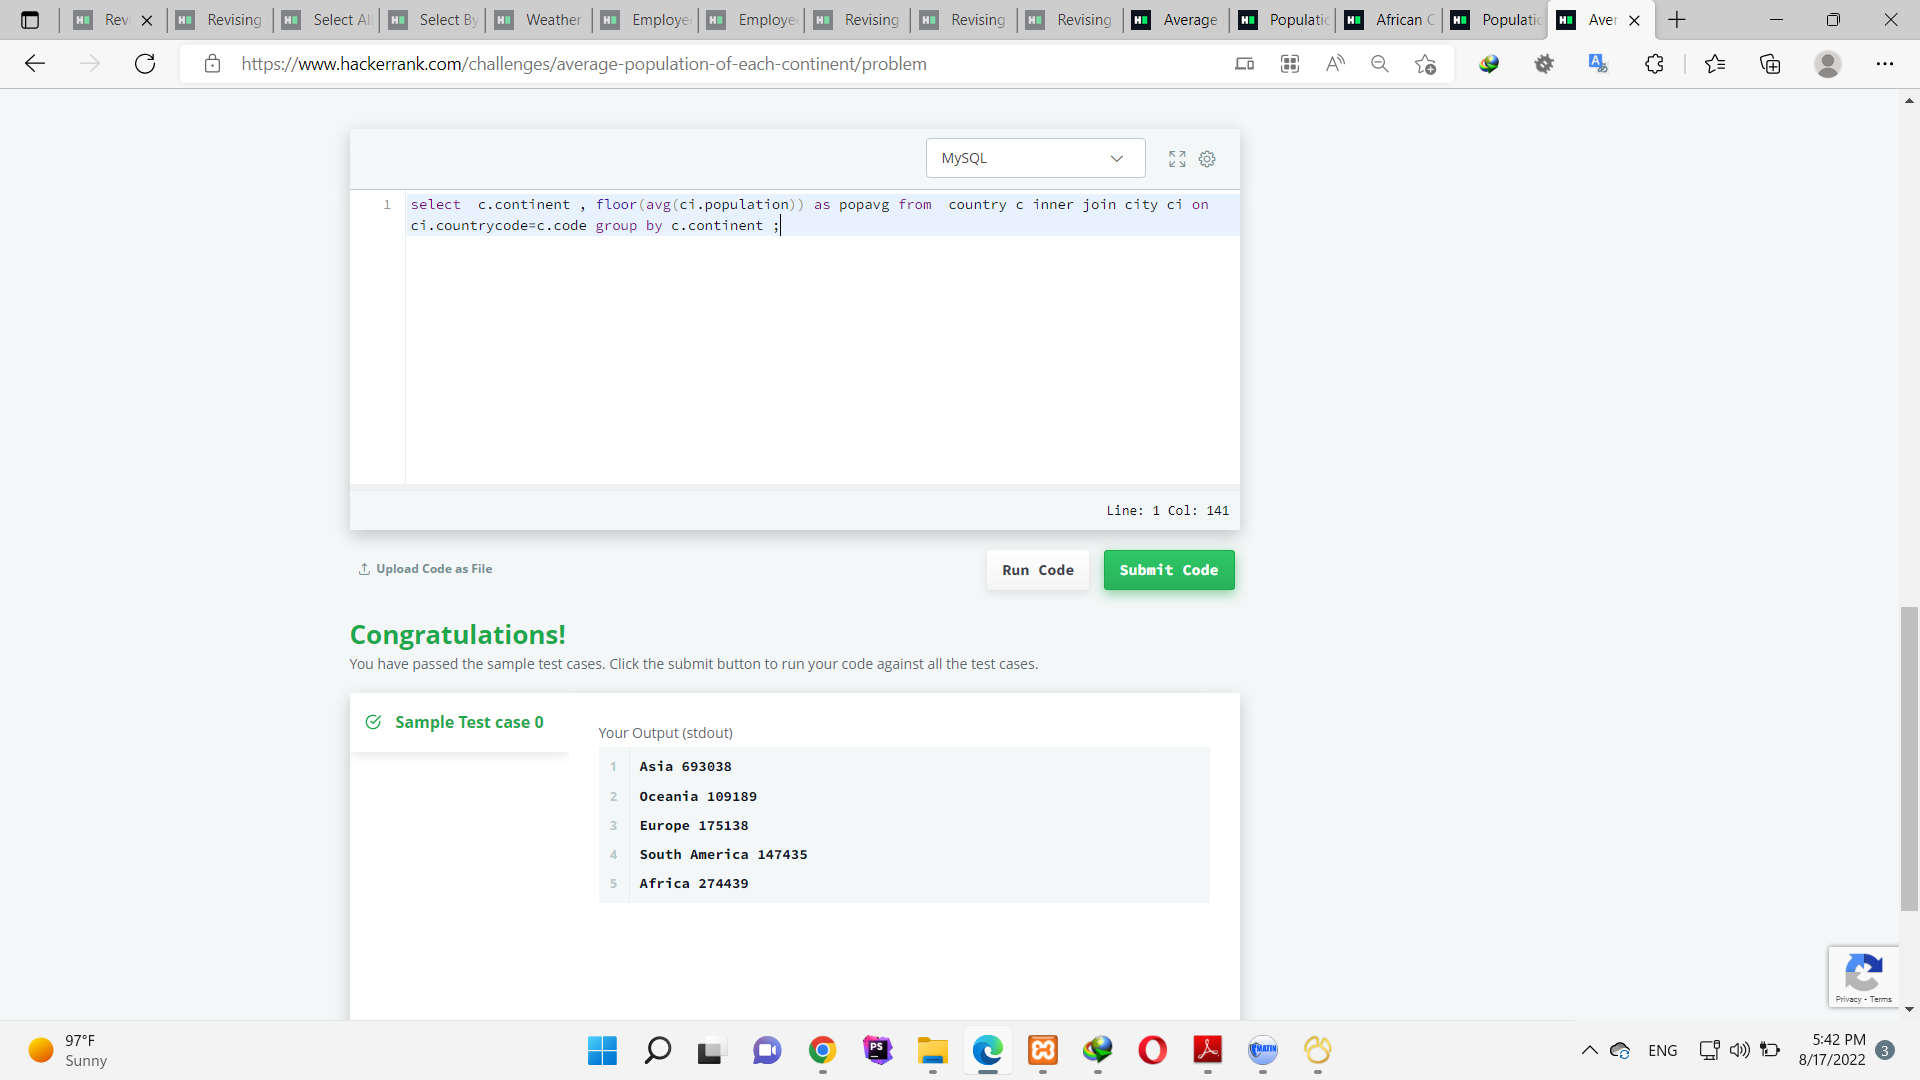 Rev
Revising
Select All
Select By
Weather
Employe
Employe
Revising
Revising
Revising
Average
Populatio
African C
Populatio
Aver
https://www.hackerrank.com/challenges/average-population-of-each-continent/problem
MySQL
1
select  c.continent , floor(avg(ci.population)) as popavg from  country c inner join city ci on
ci.countrycode=c.code group by c.continent ;
Line: 1 Col: 141
Upload Code as File
Run Code
Submit Code
Congratulations!
You have passed the sample test cases. Click the submit button to run your code against all the test cases.
Sample Test case 0
Your Output (stdout)
1 Asia 693038
2 Oceania 109189
3 Europe 175138
4 South America 147435
5 Africa 274439
Privacy - Terms
97°F
Sunny
PS
MATIN
ENG
5:42 PM
8/17/2022
3